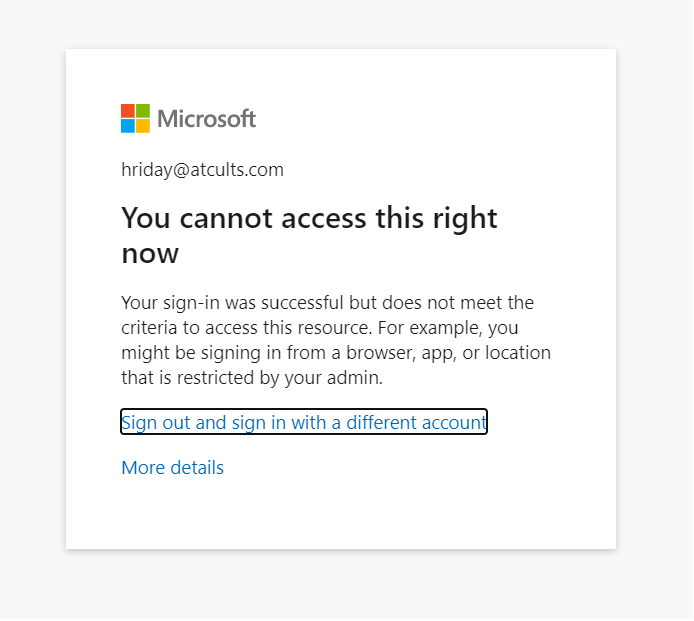 Microsoft
hriday@atcults.com
You cannot access this right
now
Your sign-in was successful but does not meet the
criteria to access this resource. For example, you
might be signing in from a browser, app, or location
that is restricted by your admin.
Sign out and sign in with a different account
More details